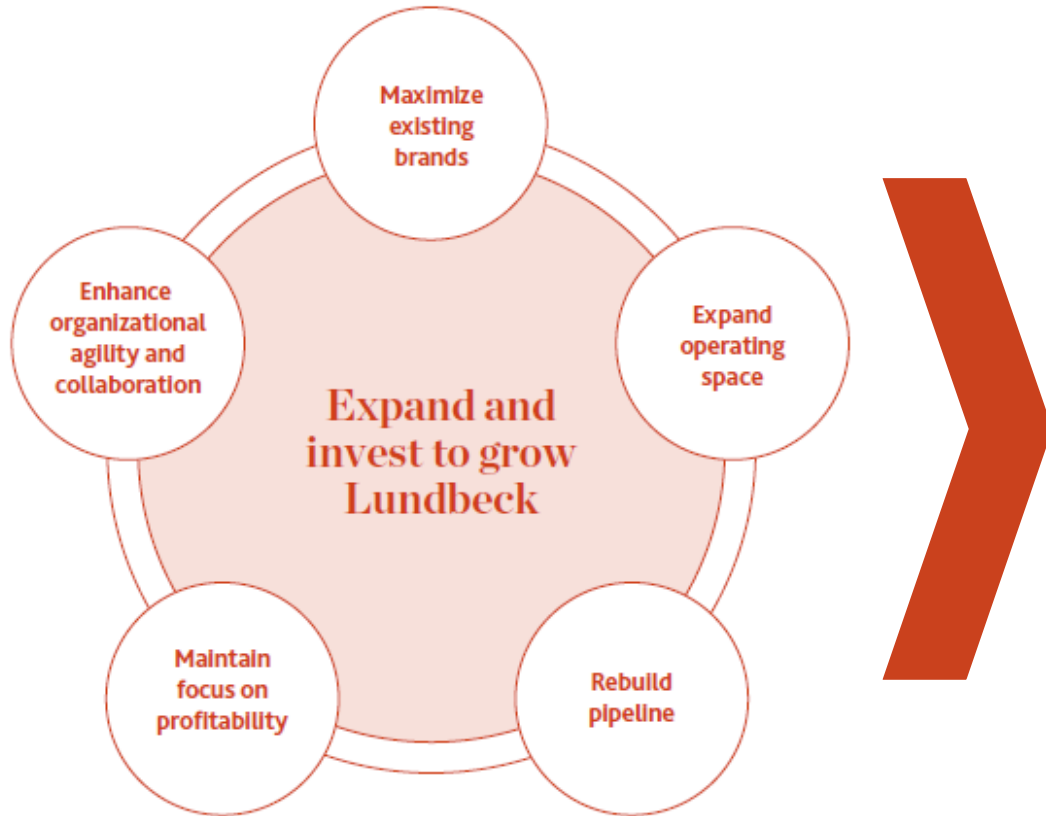 Maximize
existing
brands
Expand
operating
space
Rebuild
pipeline
Maintain
focus on
profitability
Enhance
organizational
agility and
collaboration
Expand and
invest to grow
Lundbeck